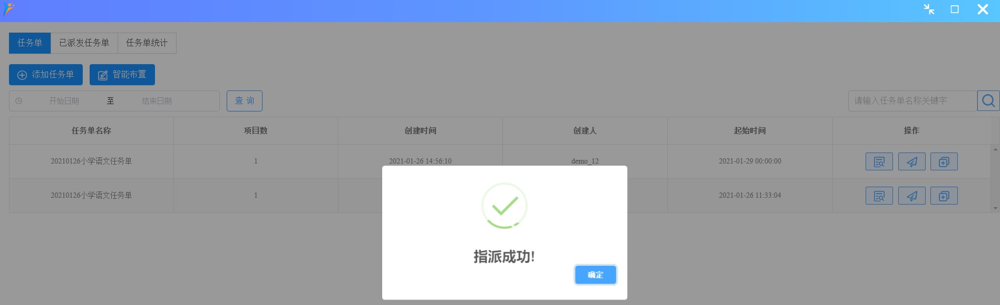 任务单 已派发任务单 任务单统计
添加任务单 智能布置
开始日期 至 结束日期 查询 请输入任务单名称关键字
任务单名称 项目数 创建时间 创建人 起始时间 操作
20210126小学语文任务单 1 2021-01-26 14:56:10 demo_12 2021-01-29 00:00:00
20210126小学语文任务单 1 2021-01-26 11:33:04
指派成功!
确定